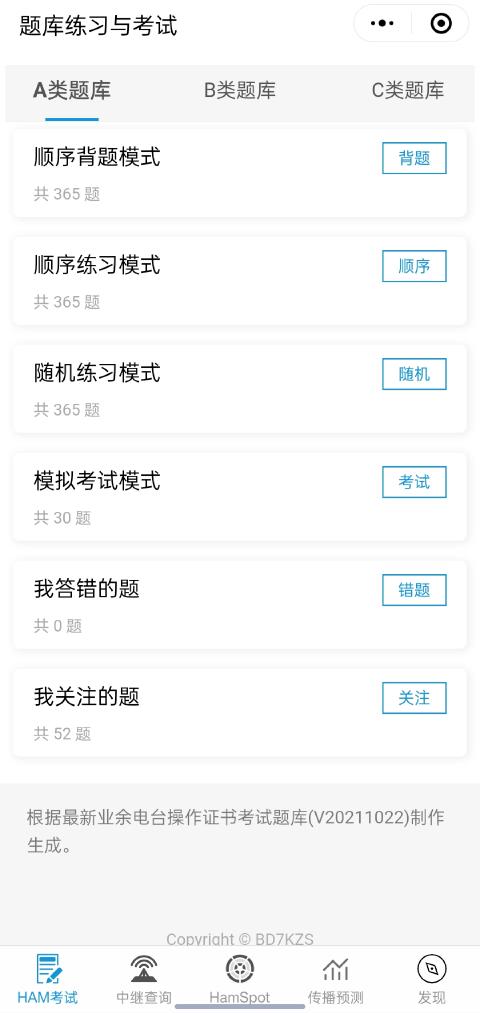 题库练习与考试
A类题库 B类题库 C类题库
顺序背题模式 背题
共 365 题
顺序练习模式 顺序
共 365 题
随机练习模式 随机
共 365 题
模拟考试模式 考试
共 30 题
我答错的题 错题
共 0 题
我关注的题 关注
共 52 题
根据最新业余电台操作证书考试题库(V20211022)制作
生成。
Copyright © BD7KZS
HAM考试 中继查询 HamSpot 传播预测 发现